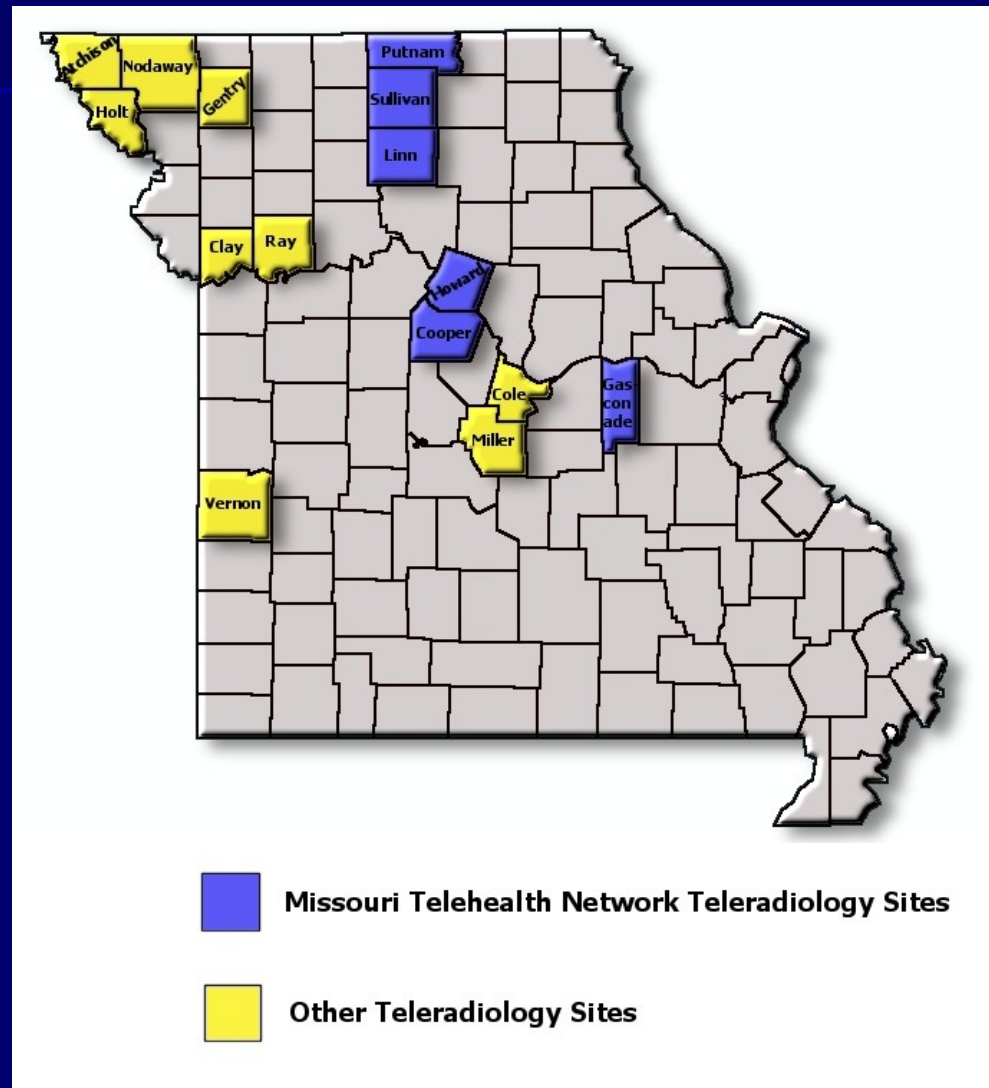 Atchison
Nodaway
Gentry
Holt
Putnam
Sullivan
Linn
Clay
Ray
Howard
Cooper
Cole
Miller
Gas-
con
ade
Vernon
Missouri Telehealth Network Teleradiology Sites
Other Teleradiology Sites